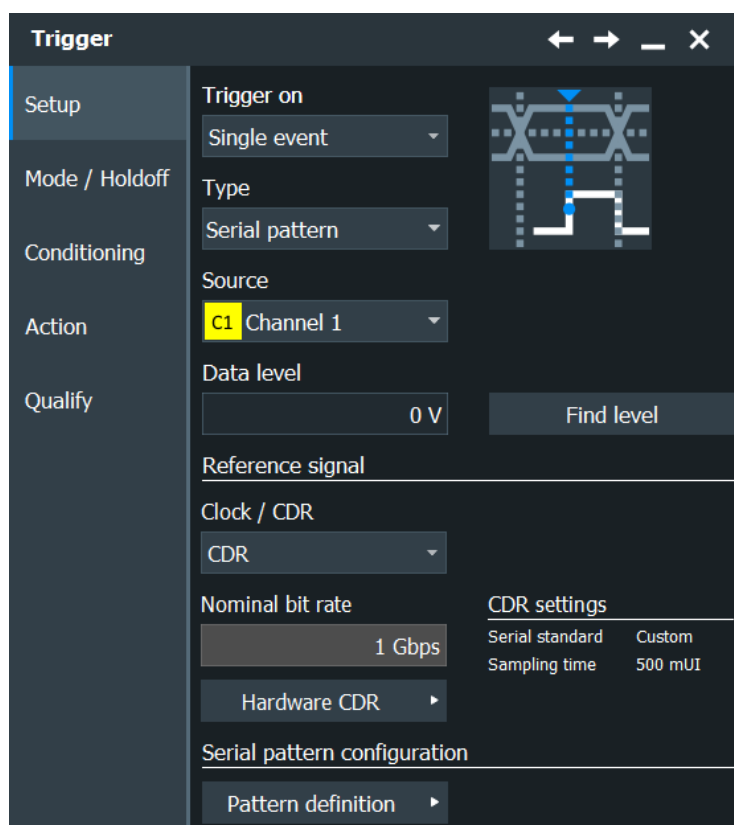 Trigger
Setup
Mode / Holdoff
Conditioning
Action
Qualify
Trigger on
Single event
Type
Serial pattern
Source
C1 Channel 1
Data level
0 V
Find level
Reference signal
Clock / CDR
CDR
Nominal bit rate
1 Gbps
Hardware CDR
CDR settings
Serial standard Custom
Sampling time 500 mUI
Serial pattern configuration
Pattern definition